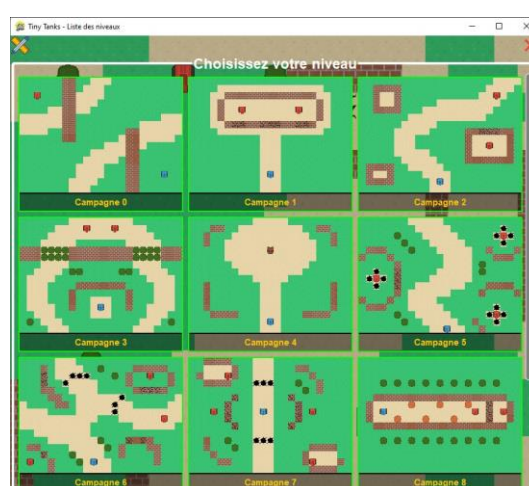 Tiny Tanks - Liste des niveaux
Choisissez votre niveau
Campagne 0
Campagne 1
Campagne 2
Campagne 3
Campagne 4
Campagne 5
Campagne 6
Campagne 7
Campagne 8